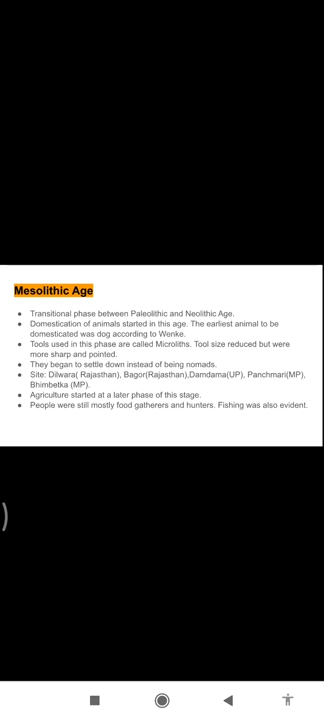 Mesolithic Age
● Transitional phase between Paleolithic and Neolithic Age.
● Domestication of animals started in this age. The earliest animal to be
domesticated was dog according to Wenke.
● Tools used in this phase are called Microliths. Tool size reduced but were
more sharp and pointed.
● They began to settle down instead of being nomads.
● Site: Dilwara( Rajasthan), Bagor(Rajasthan),Damdama(UP), Panchmari(MP),
Bhimbetka (MP).
● Agriculture started at a later phase of this stage.
● People were still mostly food gatherers and hunters. Fishing was also evident.